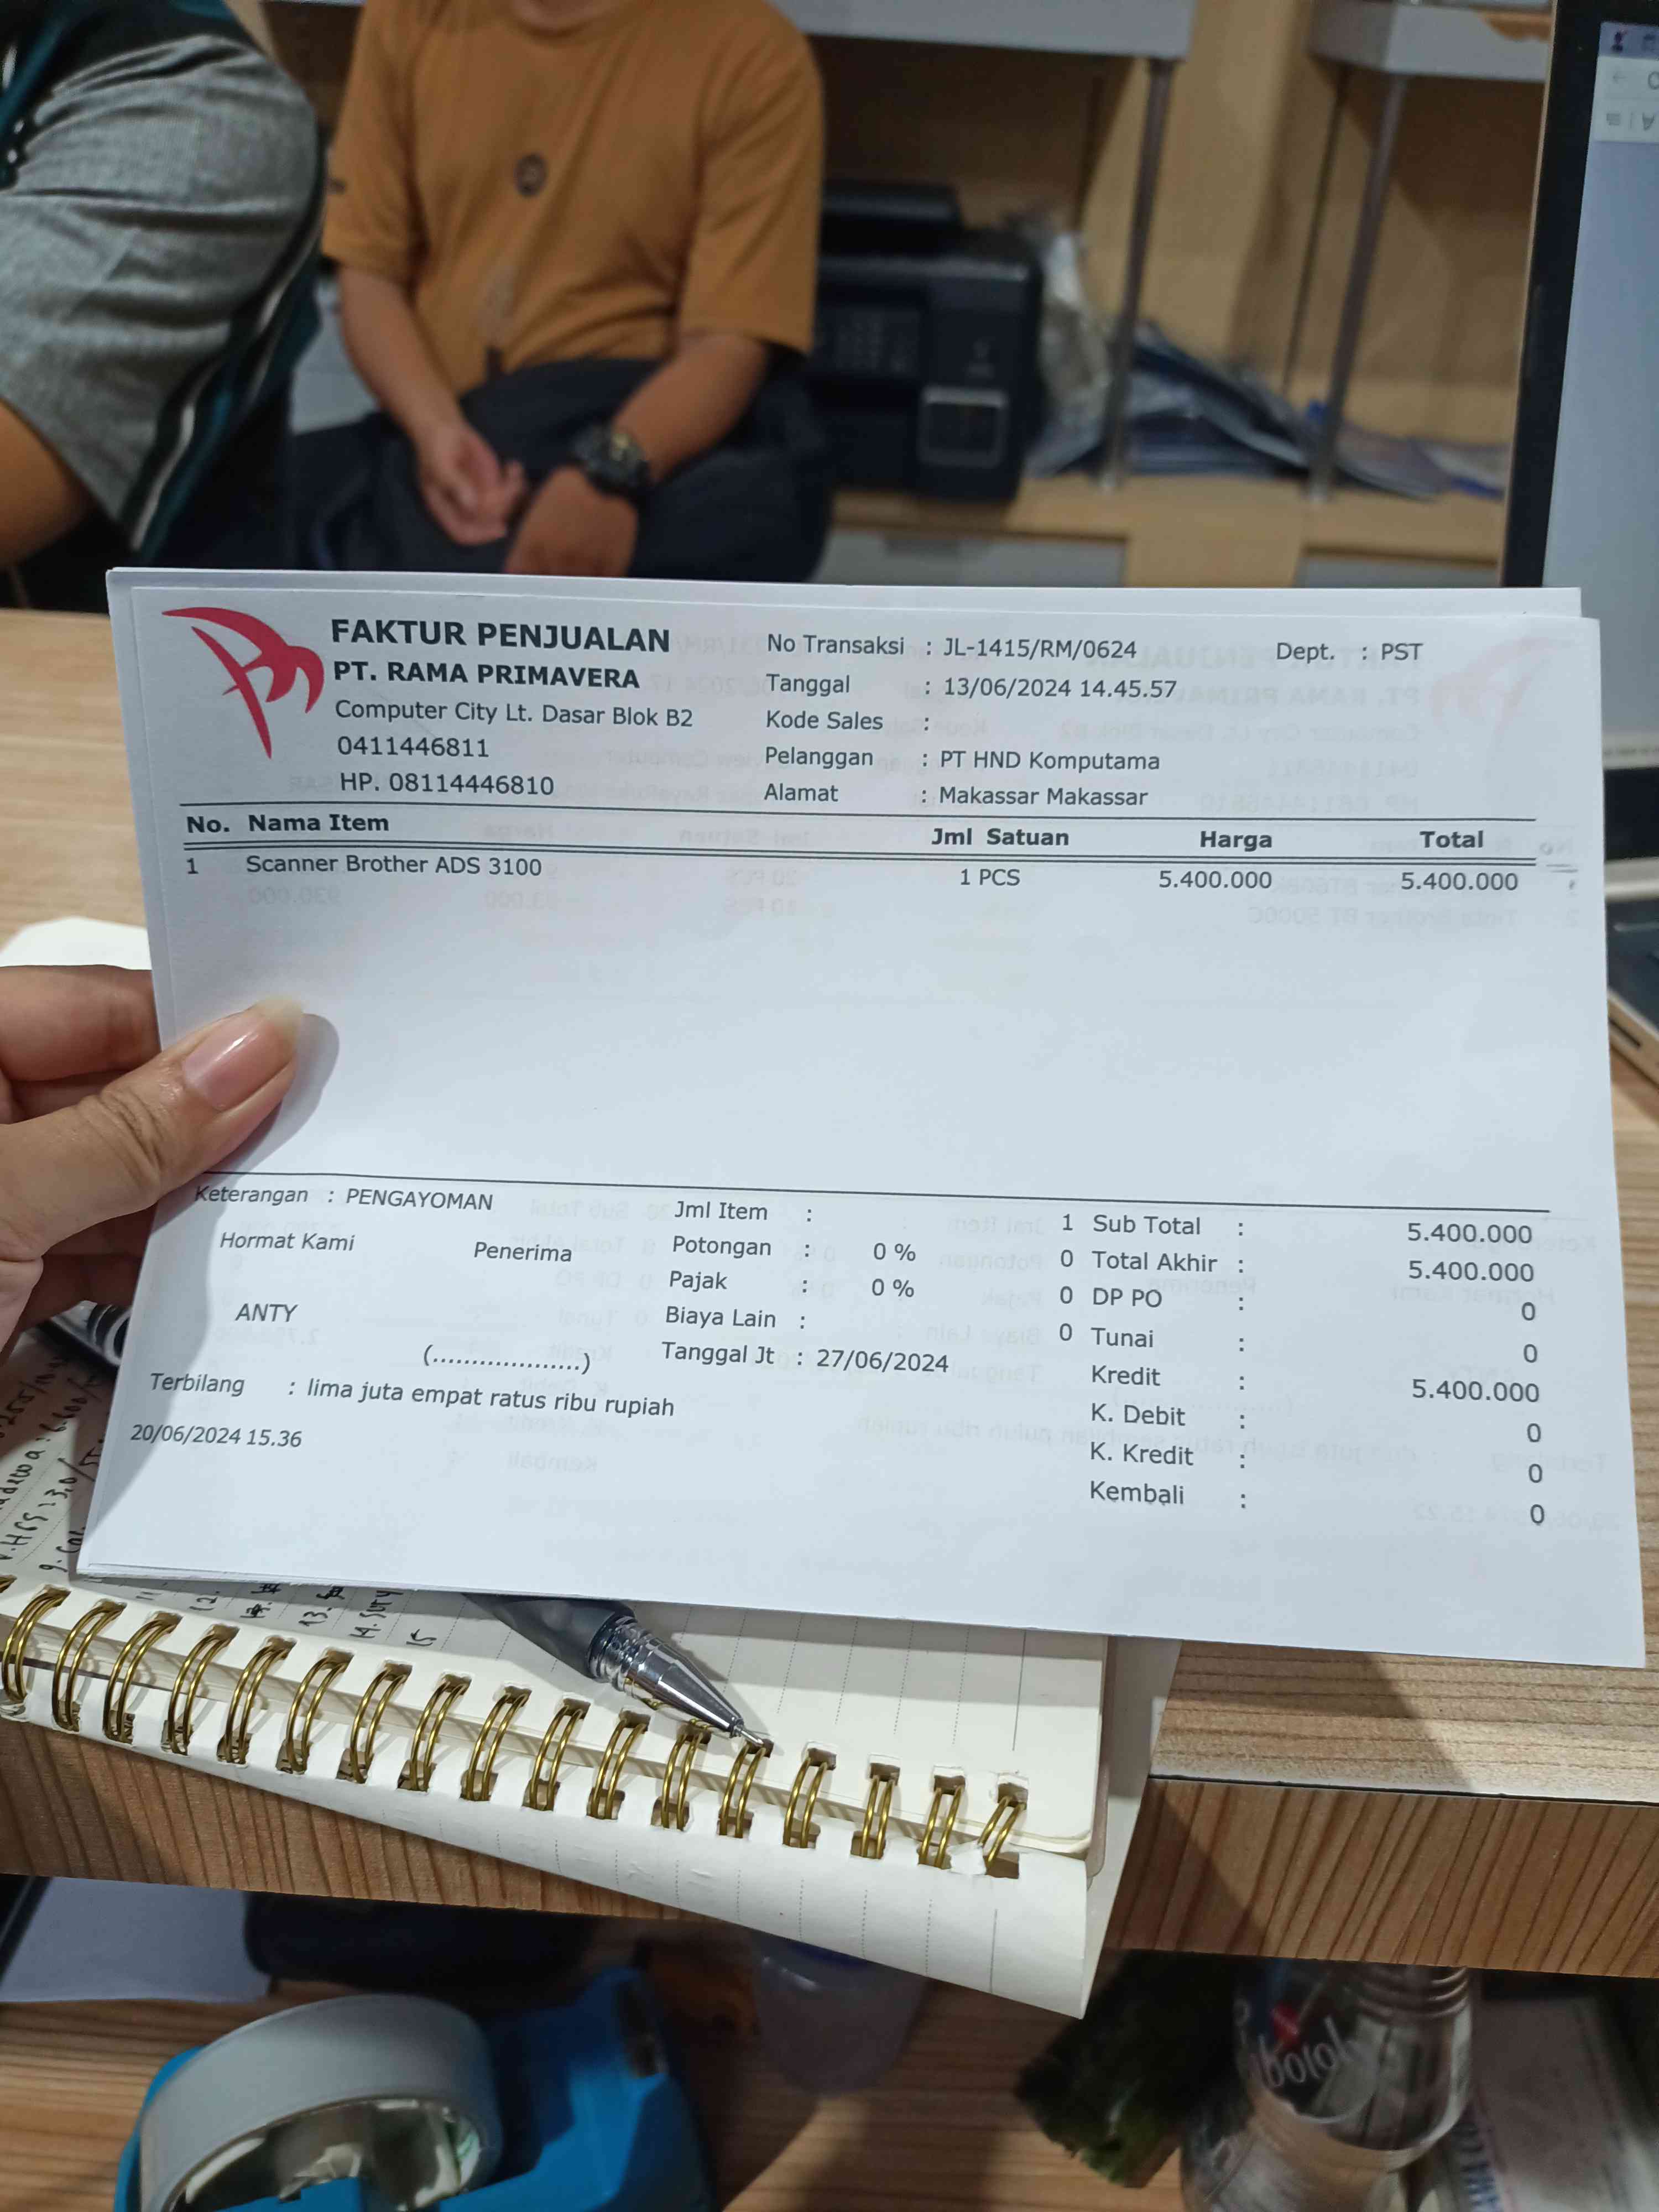 FAKTUR PENJUALAN
PT. RAMA PRIMAVERA
Computer City Lt. Dasar Blok B2
0411446811
HP. 08114446810
No Transaksi : JL-1415/RM/0624
Dept. : PST
Tanggal : 13/06/2024 14.45.57
Kode Sales :
Pelanggan : PT HND Komputama
Alamat : Makassar Makassar
No. Nama Item Jml Satuan Harga Total
1 Scanner Brother ADS 3100 1 PCS 5.400.000 5.400.000
Keterangan : PENGAYOMAN
Hormat Kami
Penerima
ANTY
(....................)
Jml Item : 1
Potongan : 0 % 0
Pajak : 0 % 0
Biaya Lain : 0
Tanggal Jt : 27/06/2024
Sub Total : 5.400.000
Total Akhir : 5.400.000
DP PO : 0
Tunai : 0
Kredit : 5.400.000
K. Debit : 0
K. Kredit : 0
Kembali : 0
Terbilang : lima juta empat ratus ribu rupiah
20/06/2024 15.36
12.
13.
14.
15